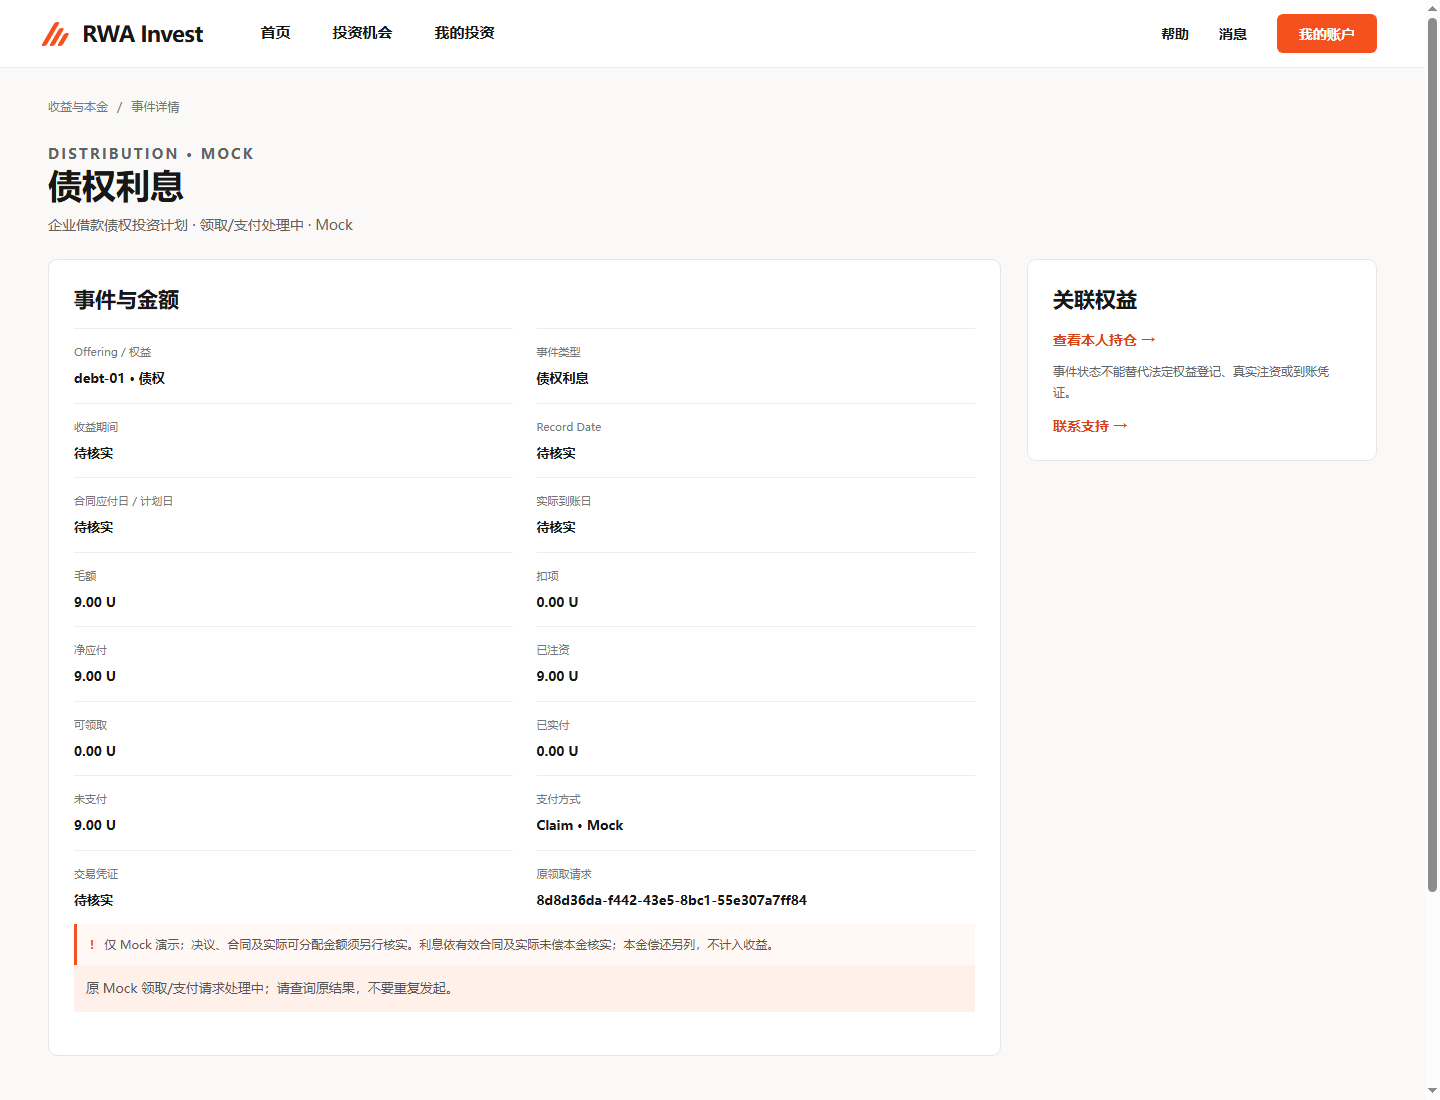 RWA Invest
首页 投资机会 我的投资
帮助 消息 我的账户
收益与本金 / 事件详情
DISTRIBUTION • MOCK
债权利息
企业借款债权投资计划 · 领取/支付处理中 · Mock
事件与金额
Offering / 权益
debt-01 • 债权
事件类型
债权利息
收益期间
待核实
Record Date
待核实
合同应付日 / 计划日
待核实
实际到账日
待核实
毛额
9.00 U
扣项
0.00 U
净应付
9.00 U
已注资
9.00 U
可领取
0.00 U
已实付
0.00 U
未支付
9.00 U
支付方式
Claim • Mock
交易凭证
待核实
原领取请求
8d8d36da-f442-43e5-8bc1-55e307a7ff84
! 仅 Mock 演示；决议、合同及实际可分配金额须另行核实。利息依有效合同及实际未偿本金核实；本金偿还另列，不计入收益。
原 Mock 领取/支付请求处理中；请查询原结果，不要重复发起。
关联权益
查看本人持仓 →
事件状态不能替代法定权益登记、真实注资或到账凭
证。
联系支持 →